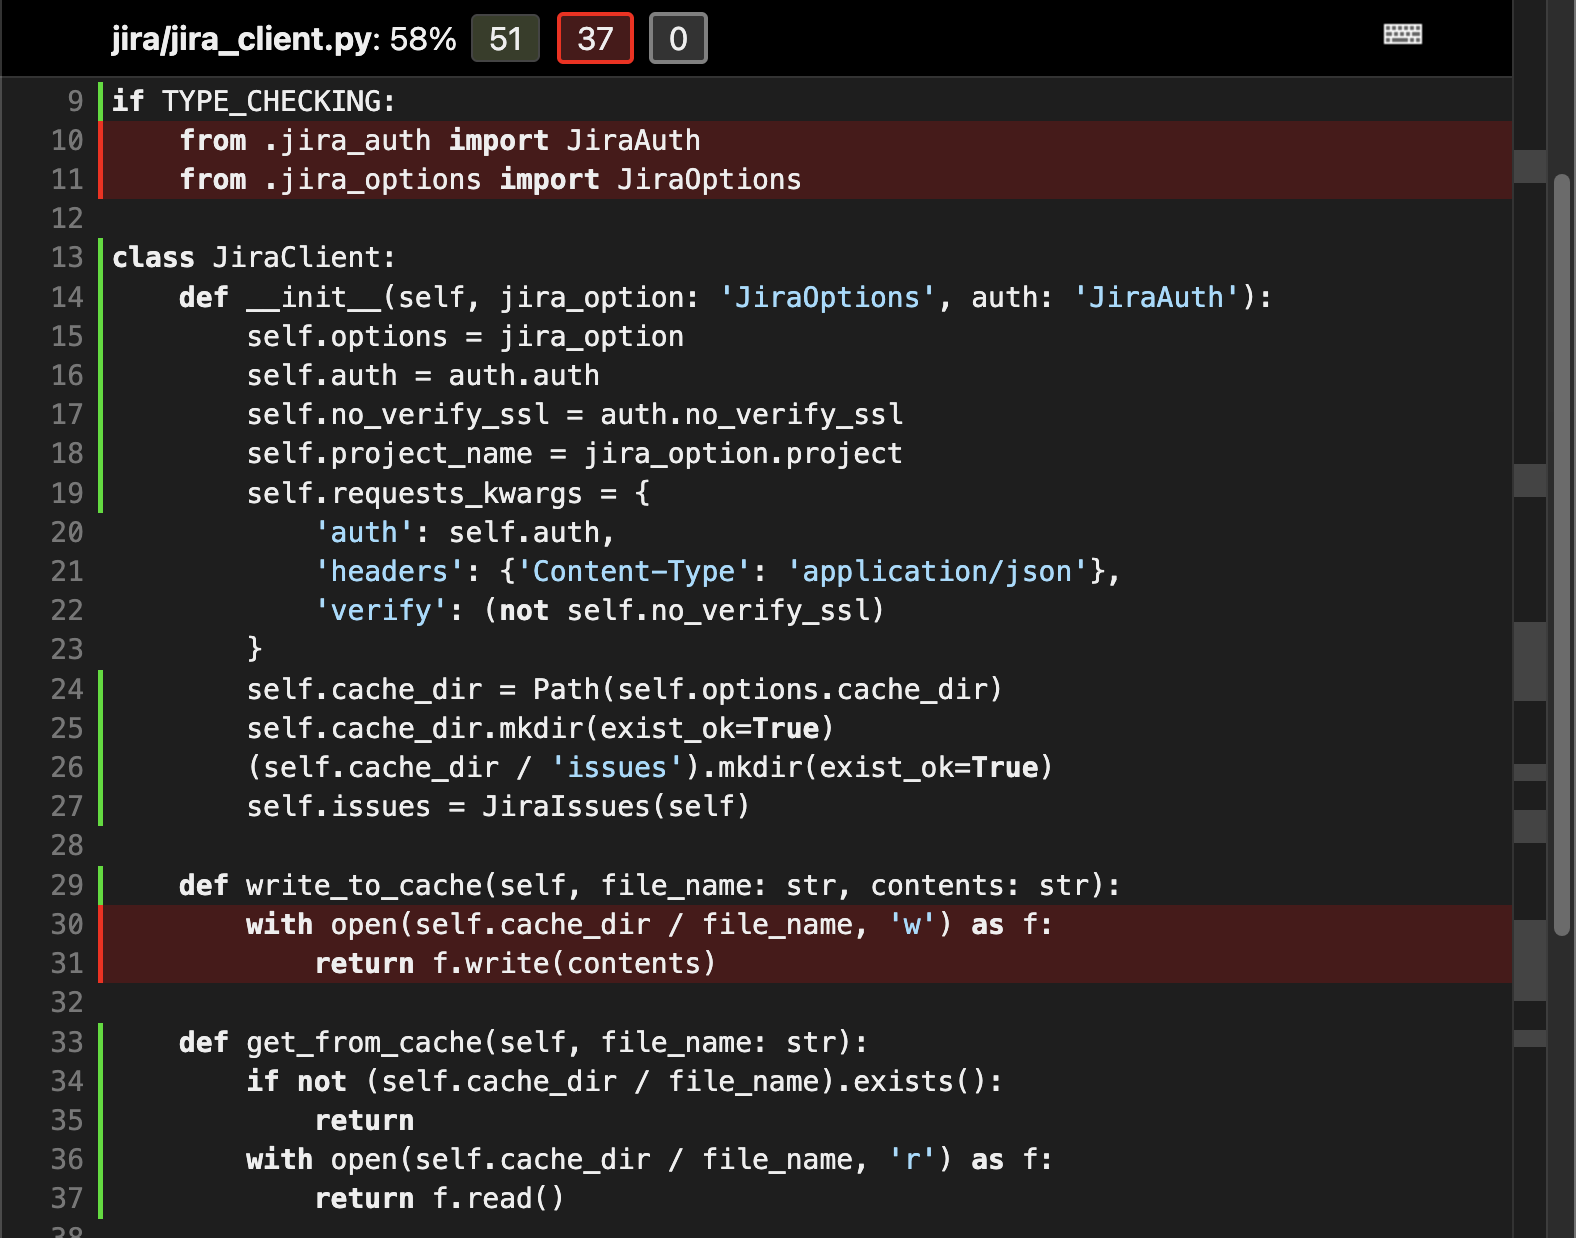 jira/jira_client.py: 58% 51 37 0
9 if TYPE_CHECKING:
10     from .jira_auth import JiraAuth
11     from .jira_options import JiraOptions
12
13 class JiraClient:
14     def __init__(self, jira_option: 'JiraOptions', auth: 'JiraAuth'):
15         self.options = jira_option
16         self.auth = auth.auth
17         self.no_verify_ssl = auth.no_verify_ssl
18         self.project_name = jira_option.project
19         self.requests_kwargs = {
20             'auth': self.auth,
21             'headers': {'Content-Type': 'application/json'},
22             'verify': (not self.no_verify_ssl)
23         }
24         self.cache_dir = Path(self.options.cache_dir)
25         self.cache_dir.mkdir(exist_ok=True)
26         (self.cache_dir / 'issues').mkdir(exist_ok=True)
27         self.issues = JiraIssues(self)
28
29     def write_to_cache(self, file_name: str, contents: str):
30         with open(self.cache_dir / file_name, 'w') as f:
31             return f.write(contents)
32
33     def get_from_cache(self, file_name: str):
34         if not (self.cache_dir / file_name).exists():
35             return
36         with open(self.cache_dir / file_name, 'r') as f:
37             return f.read()
38